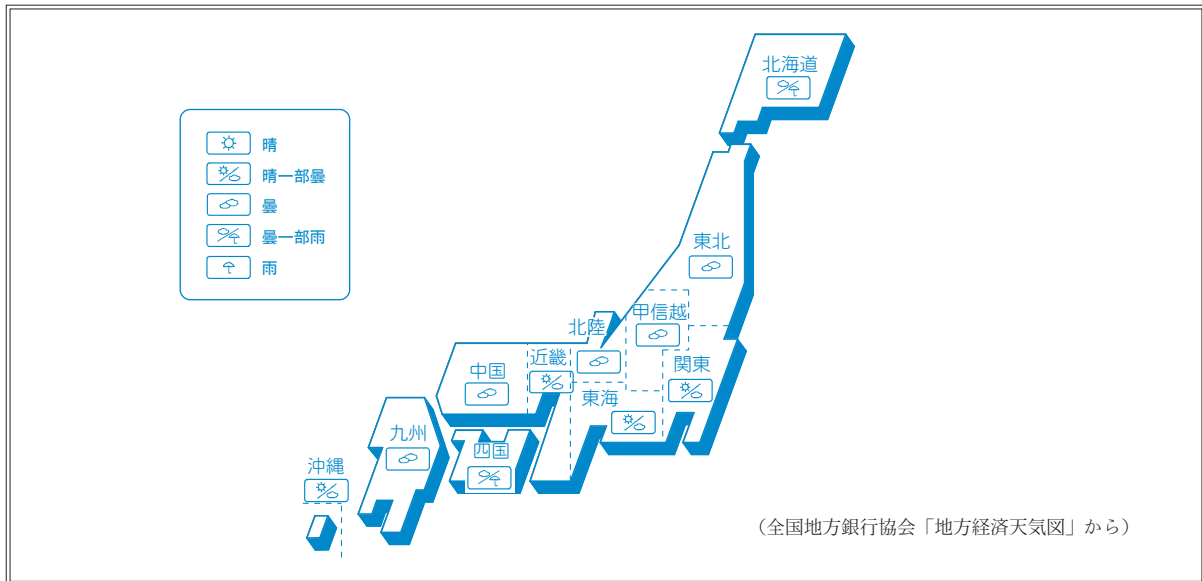 北海道
晴
晴一部曇
曇
曇一部雨
雨
東北
甲信越
北陸
近畿
関東
中国
東海
九州
四国
沖縄
（全国地方銀行協会「地方経済天気図」から）